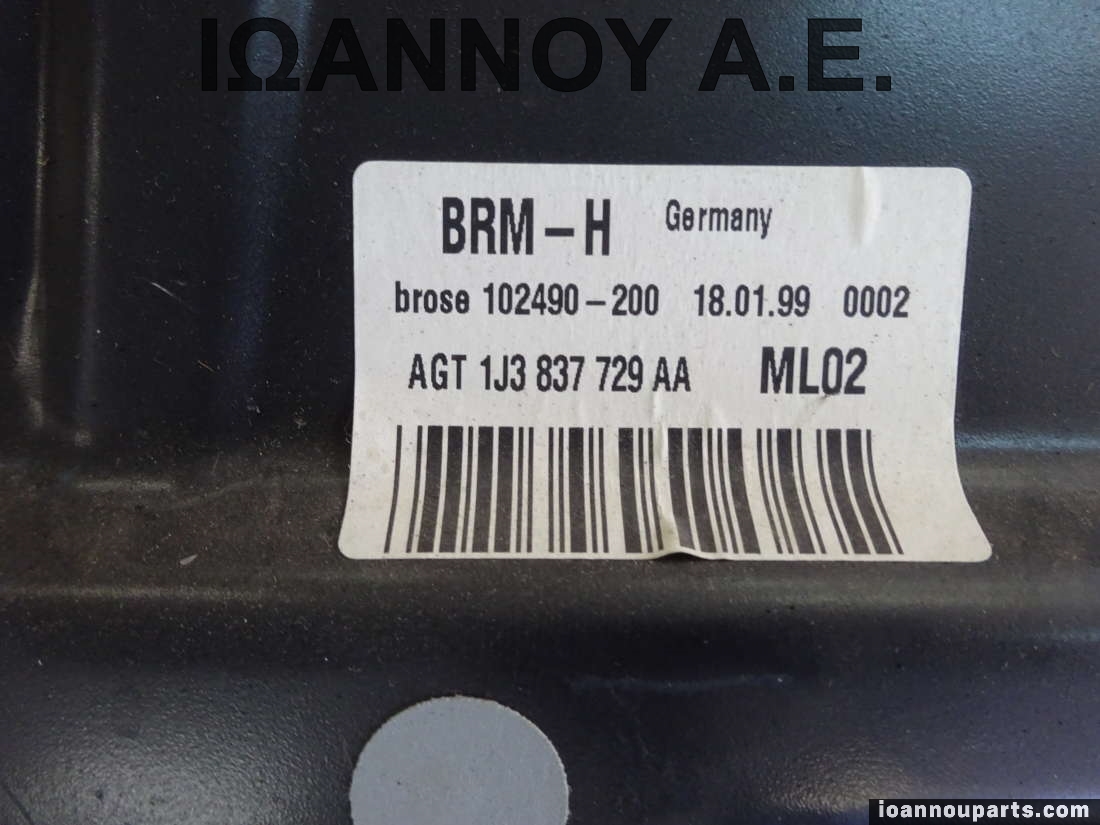 ΙΩΑΝΝΟΥ Α.Ε.
BRM-H Germany
brose 102490-200 18.01.99 0002
AGT 1J3 837 729 AA ML02
ioannouparts.com